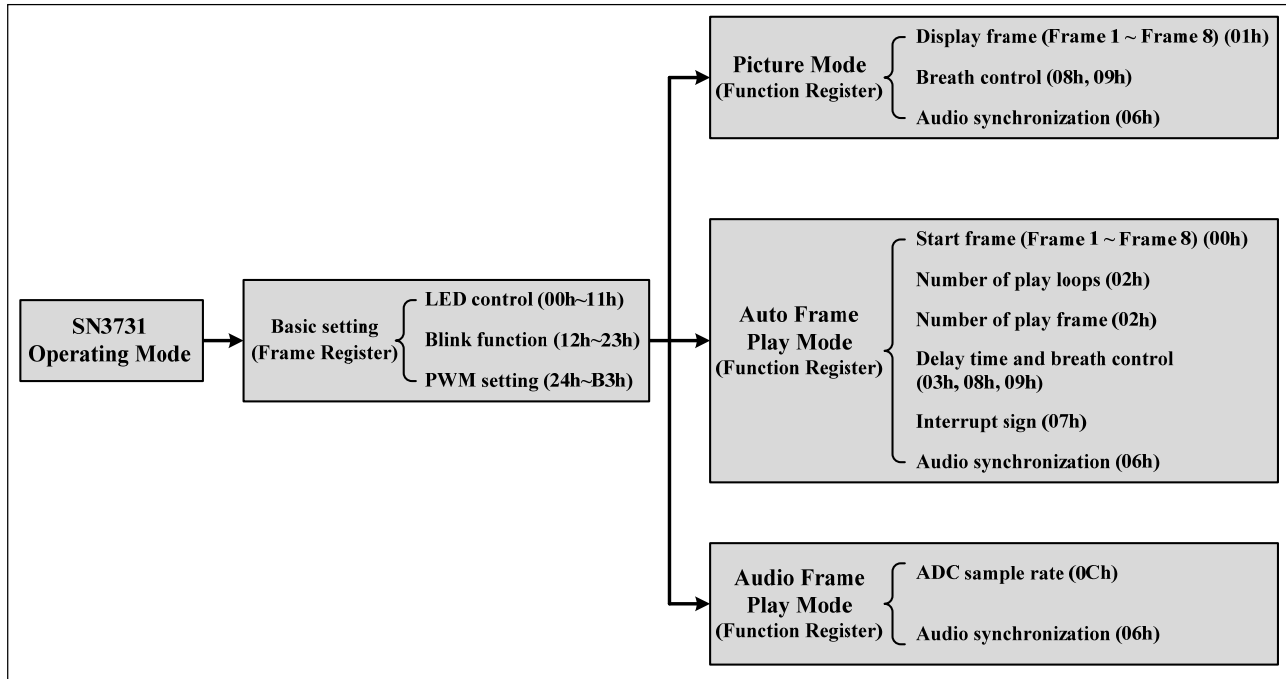 SN3731
Operating Mode
Basic setting
(Frame Register)
LED control (00h~11h)
Blink function (12h~23h)
PWM setting (24h~B3h)
Picture Mode
(Function Register)
Display frame (Frame 1 ~ Frame 8) (01h)
Breath control (08h, 09h)
Audio synchronization (06h)
Auto Frame
Play Mode
(Function Register)
Start frame (Frame 1 ~ Frame 8) (00h)
Number of play loops (02h)
Number of play frame (02h)
Delay time and breath control
(03h, 08h, 09h)
Interrupt sign (07h)
Audio synchronization (06h)
Audio Frame
Play Mode
(Function Register)
ADC sample rate (0Ch)
Audio synchronization (06h)